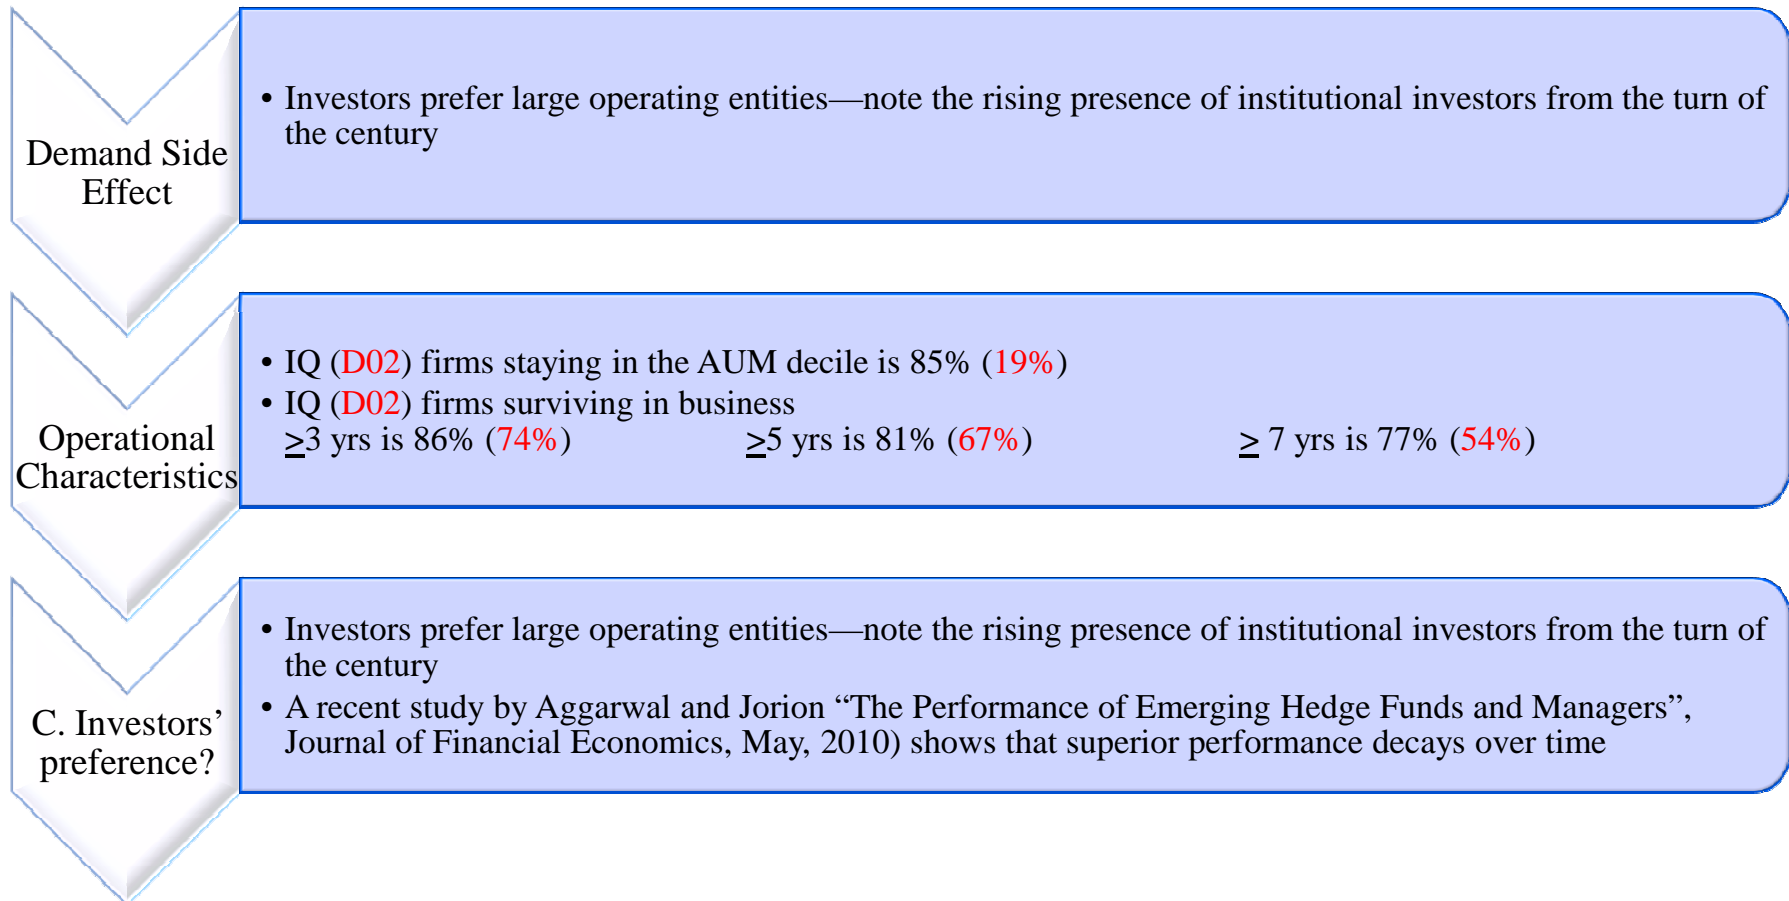 Demand Side
Effect
• Investors prefer large operating entities—note the rising presence of institutional investors from the turn of
the century
Operational
Characteristics
• IQ (D02) firms staying in the AUM decile is 85% (19%)
• IQ (D02) firms surviving in business
≥3 yrs is 86% (74%) ≥5 yrs is 81% (67%) ≥ 7 yrs is 77% (54%)
C. Investors’
preference?
• Investors prefer large operating entities—note the rising presence of institutional investors from the turn of
the century
• A recent study by Aggarwal and Jorion “The Performance of Emerging Hedge Funds and Managers”,
Journal of Financial Economics, May, 2010) shows that superior performance decays over time